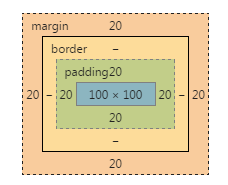 margin 20
border –
padding20
20 – 20 100 × 100 20 – 20
20
–
20